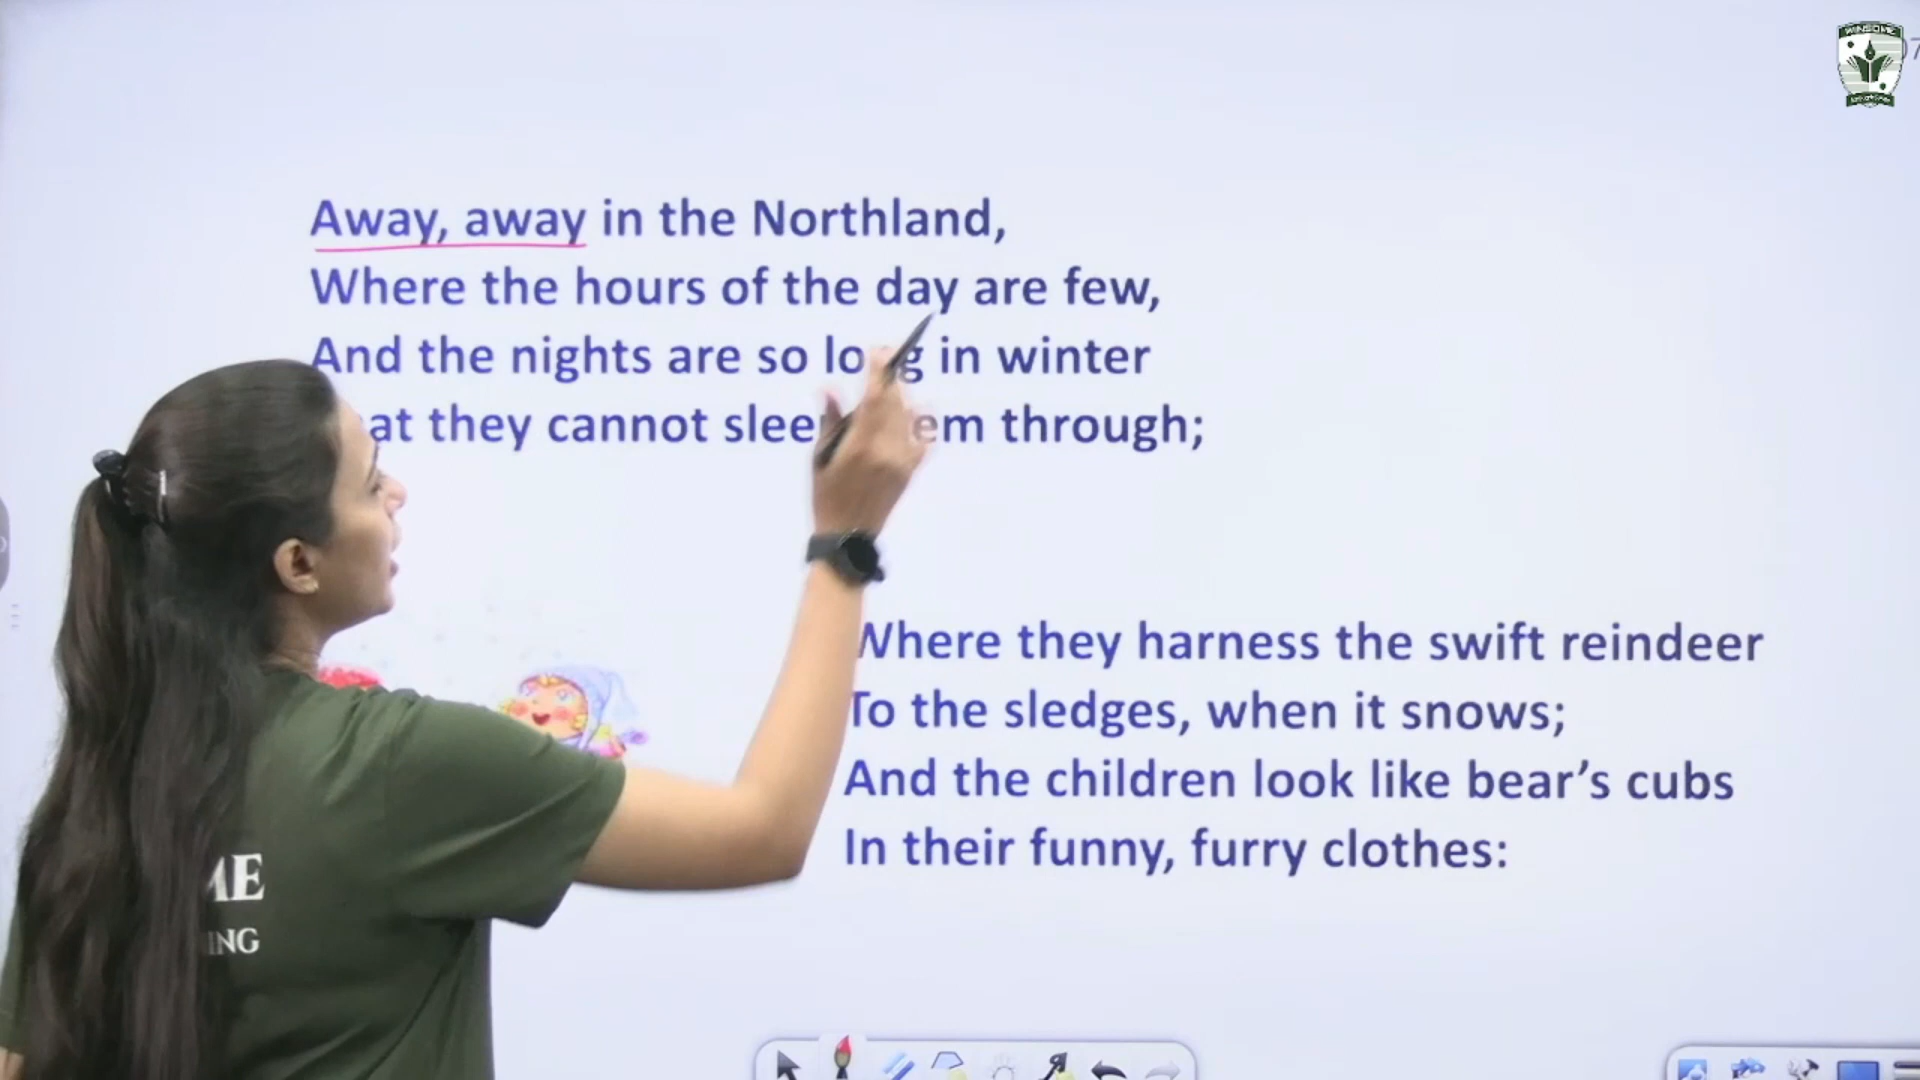 Away, away in the Northland,
Where the hours of the day are few,
And the nights are so long in winter
they cannot sleep through;
Where they harness the swift reindeer
To the sledges, when it snows;
And the children look like bear's cubs
In their funny, furry clothes: